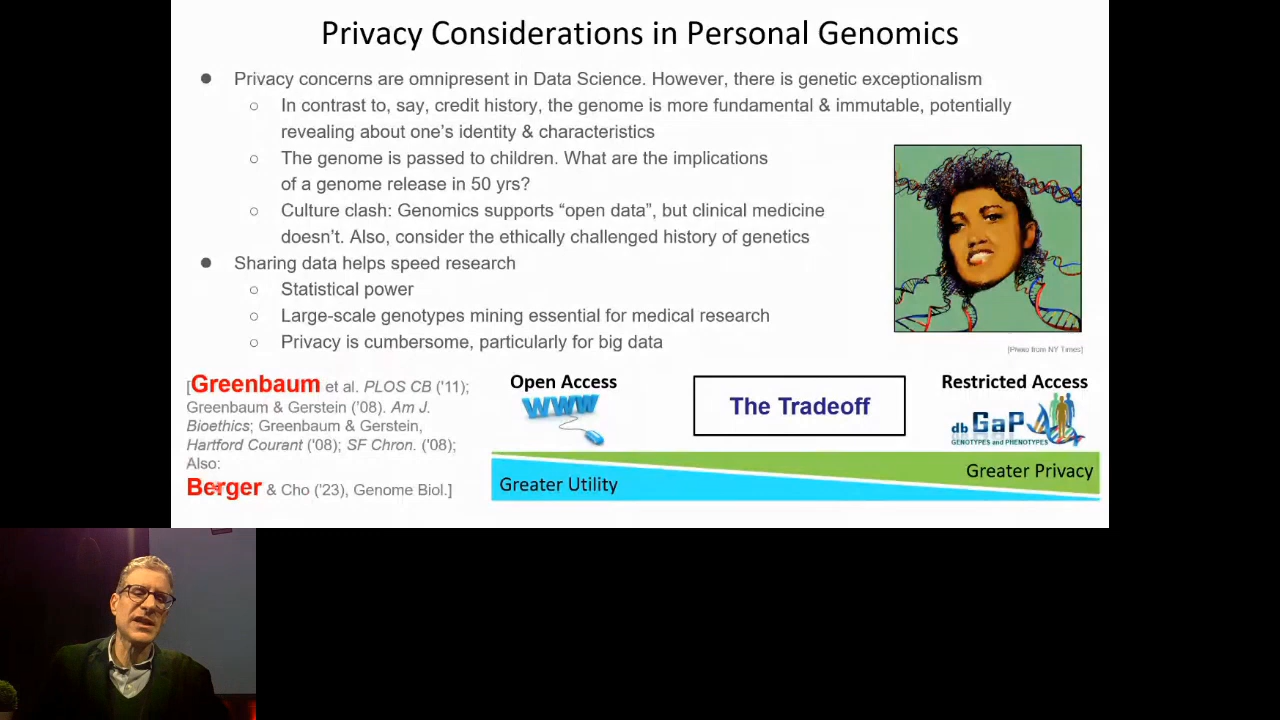 Privacy Considerations in Personal Genomics
● Privacy concerns are omnipresent in Data Science. However, there is genetic exceptionalism
○ In contrast to, say, credit history, the genome is more fundamental & immutable, potentially
revealing about one's identity & characteristics
○ The genome is passed to children. What are the implications
of a genome release in 50 yrs?
○ Culture clash: Genomics supports "open data", but clinical medicine
doesn't. Also, consider the ethically challenged history of genetics
● Sharing data helps speed research
○ Statistical power
○ Large-scale genotypes mining essential for medical research
○ Privacy is cumbersome, particularly for big data
[Photo from NY Times]
[Greenbaum et al. PLOS CB ('11);
Greenbaum & Gerstein ('08). Am J.
Bioethics; Greenbaum & Gerstein,
Hartford Courant ('08); SF Chron. ('08);
Also:
Berger & Cho ('23), Genome Biol.]
Open Access
WWW
The Tradeoff
Restricted Access
dbGaP
GENOTYPES and PHENOTYPES
Greater Utility
Greater Privacy